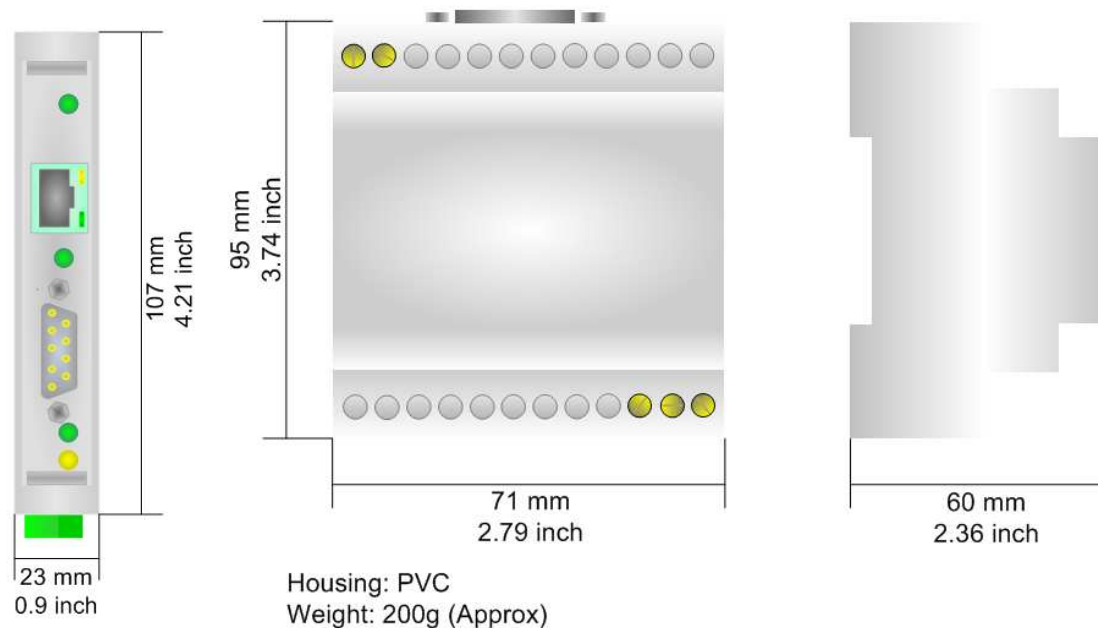 107 mm
4.21 inch
23 mm
0.9 inch
95 mm
3.74 inch
71 mm
2.79 inch
60 mm
2.36 inch
Housing: PVC
Weight: 200g (Approx)